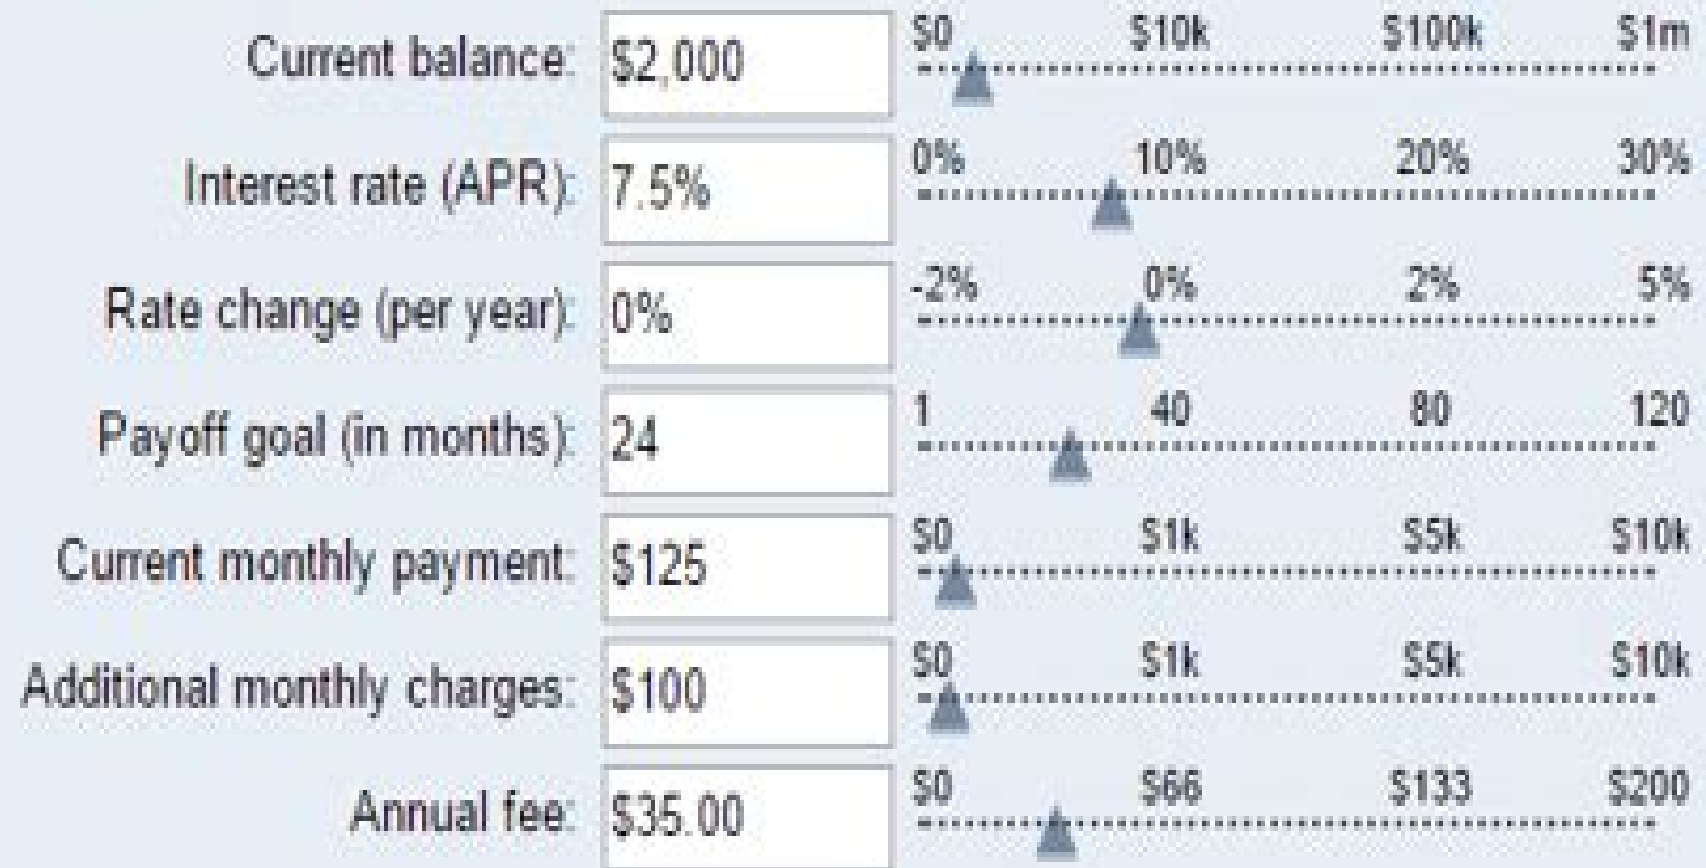 Current balance: $2,000 $0 $10k $100k $1m
Interest rate (APR): 7.5% 0% 10% 20% 30%
Rate change (per year): 0% -2% 0% 2% 5%
Payoff goal (in months): 24 1 40 80 120
Current monthly payment: $125 $0 $1k $5k $10k
Additional monthly charges: $100 $0 $1k $5k $10k
Annual fee: $35.00 $0 $66 $133 $200